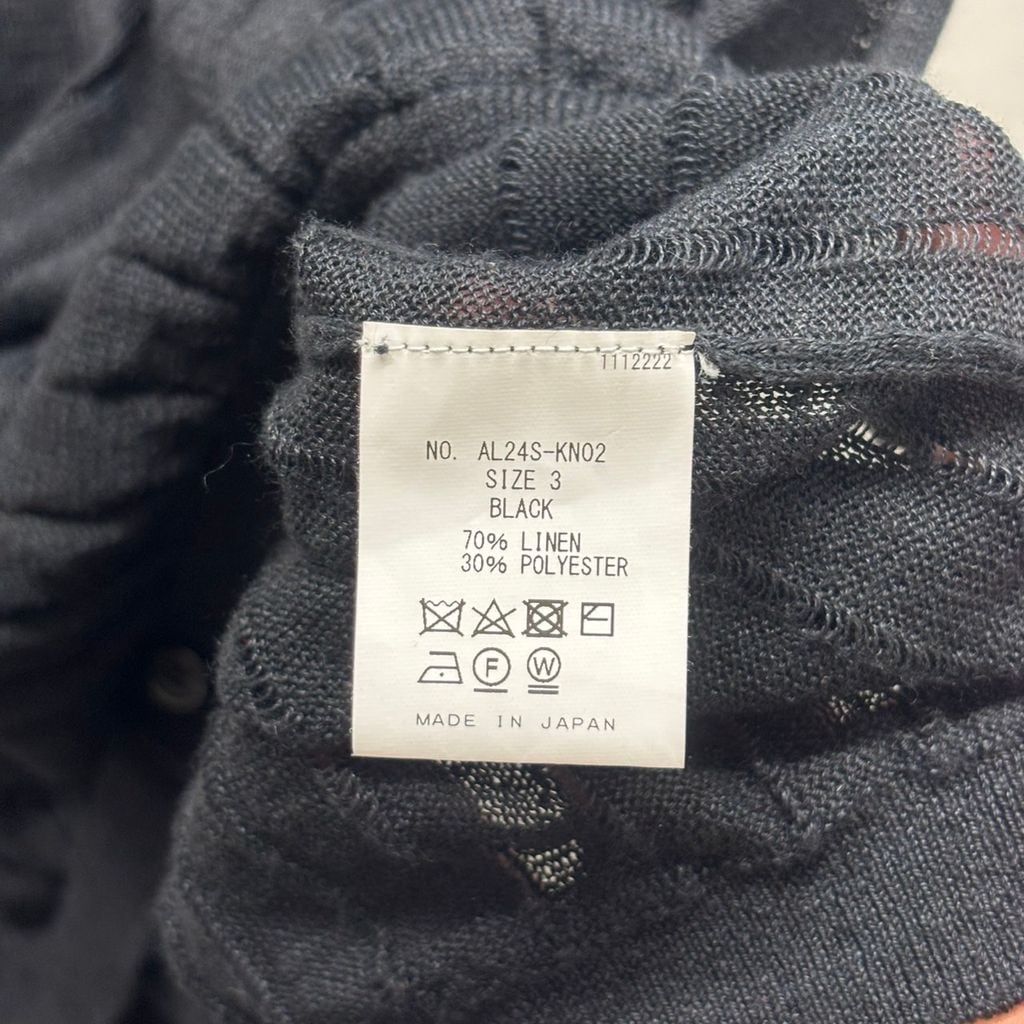 1112222
NO. AL24S-KN02
SIZE 3
BLACK
70% LINEN
30% POLYESTER
F W
MADE IN JAPAN